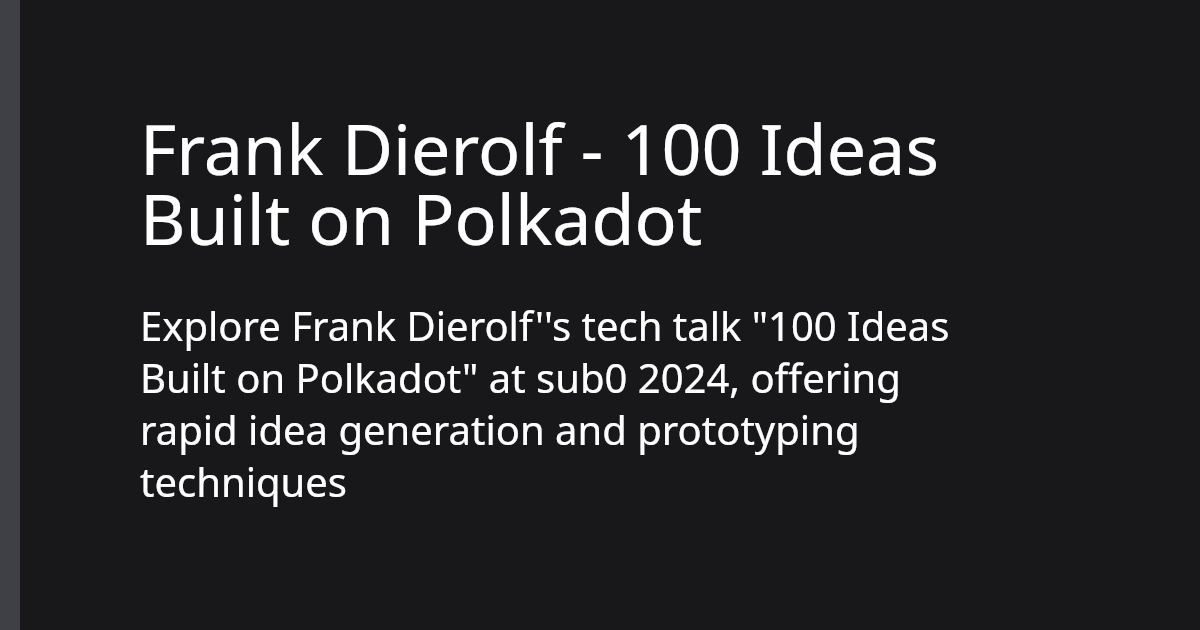 Frank Dierolf - 100 Ideas
Built on Polkadot
Explore Frank Dierolf''s tech talk "100 Ideas
Built on Polkadot" at sub0 2024, offering
rapid idea generation and prototyping
techniques